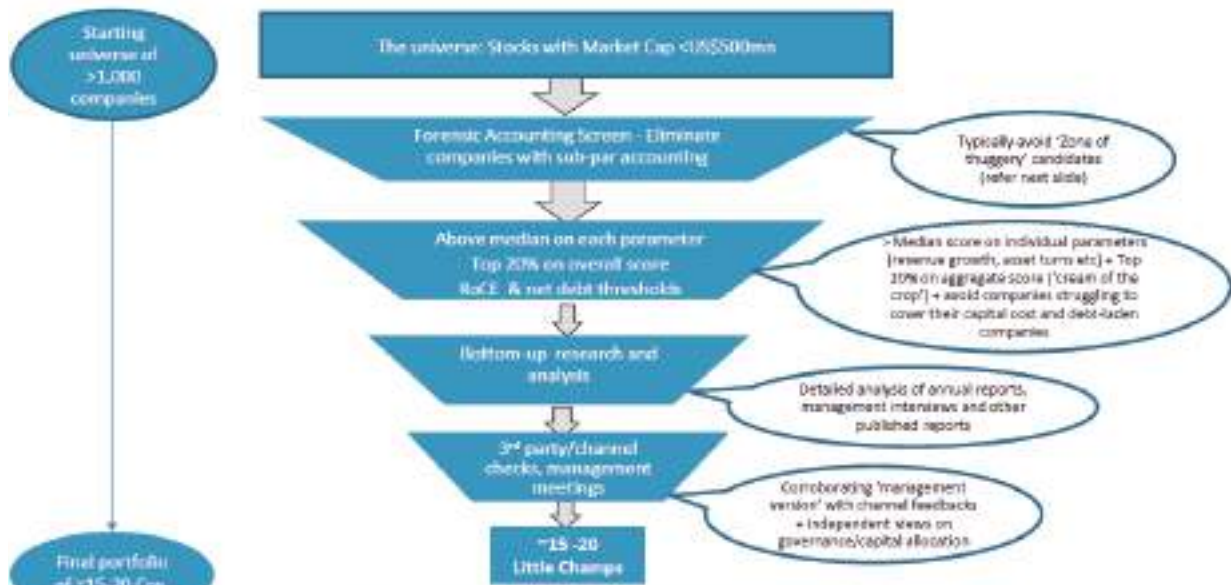 Starting
universe of
>1,000
companies
The universe: Stocks with Market Cap <US$500mn
Forensic Accounting Screen - Eliminate
companies with sub-par accounting
Typically avoid 'Zone of
thuggery' candidates
(refer next slide)
Above median on each parameter
Top 20% on overall score
RoCE & net debt thresholds
> Median score on individual parameters
(revenue growth, asset turns etc) + Top
20% on aggregate score ('cream of the
crop') + avoid companies struggling to
cover their capital cost and debt-laden
companies
Bottom-up research and
analysis
Detailed analysis of annual reports,
management interviews and other
published reports
3rd party/channel
checks, management
meetings
Corroborating 'management
version' with channel feedbacks
+ independent views on
governance/capital allocation
~15 -20
Little Champs
Final portfolio
of ~15-20